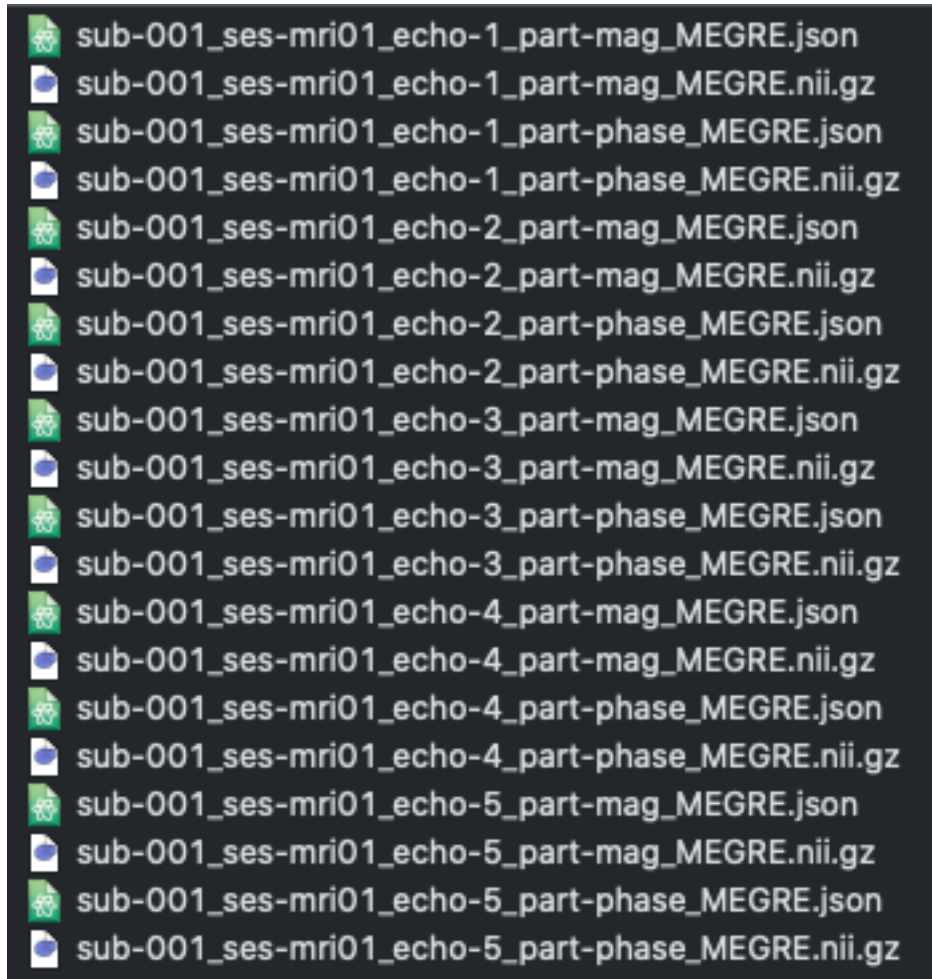 sub-001_ses-mri01_echo-1_part-mag_MEGRE.json
sub-001_ses-mri01_echo-1_part-mag_MEGRE.nii.gz
sub-001_ses-mri01_echo-1_part-phase_MEGRE.json
sub-001_ses-mri01_echo-1_part-phase_MEGRE.nii.gz
sub-001_ses-mri01_echo-2_part-mag_MEGRE.json
sub-001_ses-mri01_echo-2_part-mag_MEGRE.nii.gz
sub-001_ses-mri01_echo-2_part-phase_MEGRE.json
sub-001_ses-mri01_echo-2_part-phase_MEGRE.nii.gz
sub-001_ses-mri01_echo-3_part-mag_MEGRE.json
sub-001_ses-mri01_echo-3_part-mag_MEGRE.nii.gz
sub-001_ses-mri01_echo-3_part-phase_MEGRE.json
sub-001_ses-mri01_echo-3_part-phase_MEGRE.nii.gz
sub-001_ses-mri01_echo-4_part-mag_MEGRE.json
sub-001_ses-mri01_echo-4_part-mag_MEGRE.nii.gz
sub-001_ses-mri01_echo-4_part-phase_MEGRE.json
sub-001_ses-mri01_echo-4_part-phase_MEGRE.nii.gz
sub-001_ses-mri01_echo-5_part-mag_MEGRE.json
sub-001_ses-mri01_echo-5_part-mag_MEGRE.nii.gz
sub-001_ses-mri01_echo-5_part-phase_MEGRE.json
sub-001_ses-mri01_echo-5_part-phase_MEGRE.nii.gz